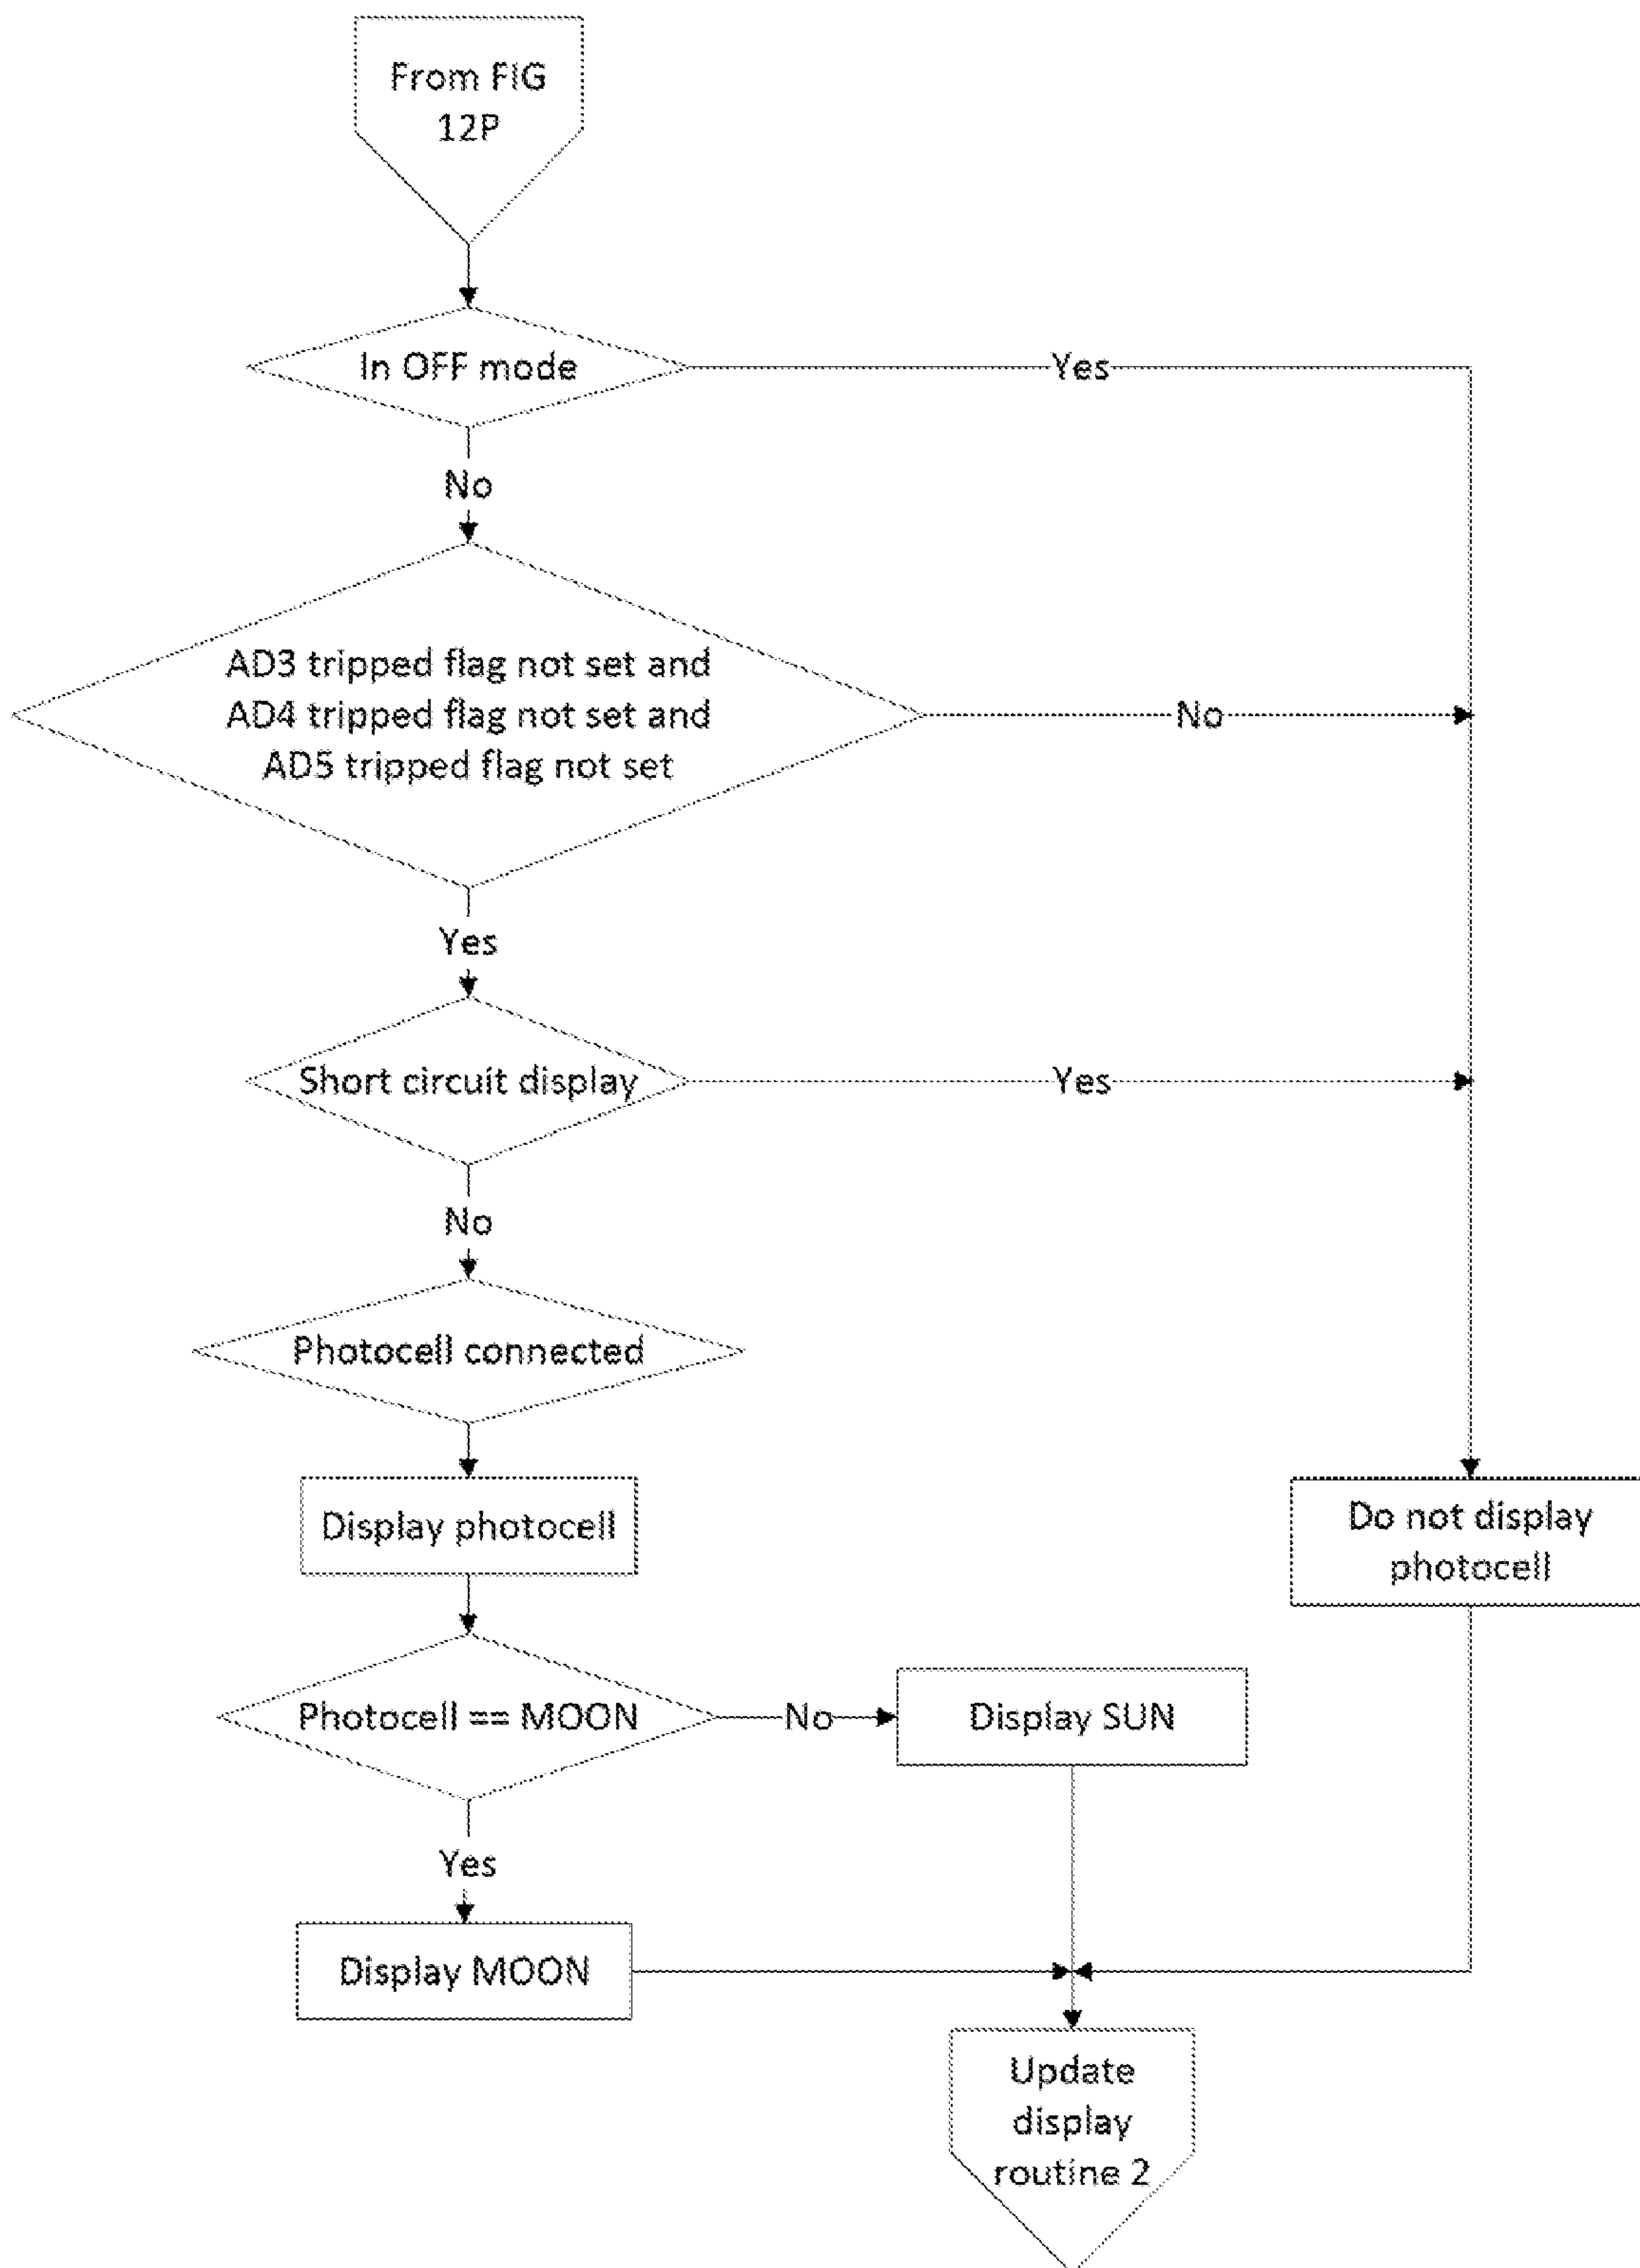 From FIG
12P
In OFF mode
Yes
No
AD3 tripped flag not set and
AD4 tripped flag not set and
AD5 tripped flag not set
No
Yes
Short circuit display
Yes
No
Photocell connected
Display photocell
Do not display
photocell
Photocell == MOON
No
Display SUN
Yes
Display MOON
Update
display
routine 2